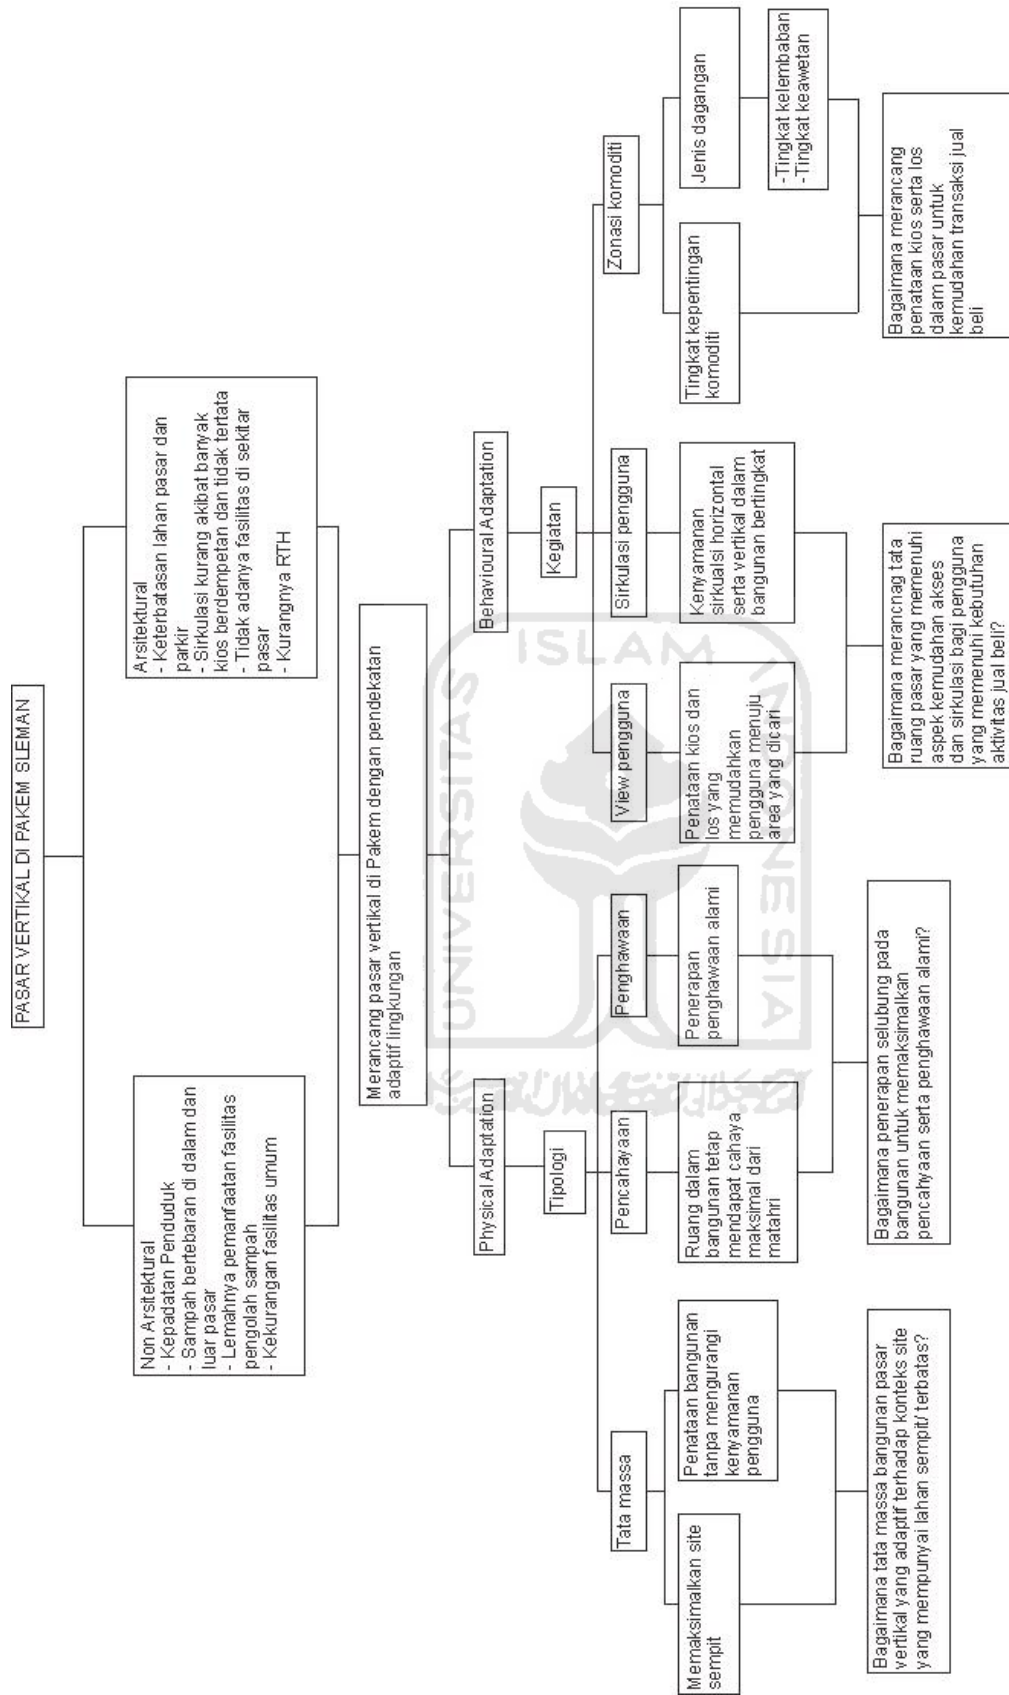 PASAR VERTIKAL DI PAKEM SLEMAN
Non Arsitektural
- Kepadatan Penduduk
- Sampah bertebaran di dalam dan
luar pasar
- Lemahnya pemanfaatan fasilitas
pengolah sampah
- Kekurangan fasilitas umum
Arsitektural
- Keterbatasan lahan pasar dan
parkir
- Sirkulasi kurang akibat banyak
kios berdempetan dan tidak tertata
- Tidak adanya fasilitas di sekitar
pasar
- Kurangnya RTH
Merancang pasar vertikal di Pakem dengan pendekatan
adaptif lingkungan
Physical Adaptation
Behavioural Adaptation
Tipologi
Kegiatan
Tata massa
Pencahayaan
Penghawaan
View pengguna
Sirkulasi pengguna
Zonasi komoditi
Memaksimalkan site
sempit
Penataan bangunan
tanpa mengurangi
kenyamanan
pengguna
Ruang dalam
bangunan tetap
mendapat cahaya
maksimal dari
matahri
Penerapan
penghawaan alami
Penataan kios dan
los yang
memudahkan
pengguna menuju
area yang dicari
Kenyamanan
sirkualsi horizontal
serta vertikal dalam
bangunan bertingkat
Tingkat kepentingan
komoditi
Jenis dagangan
-Tingkat kelembaban
-Tingkat keawetan
Bagaimana tata massa bangunan pasar
vertikal yang adaptif terhadap konteks site
yang mempunyai lahan sempit/ terbatas?
Bagaimana penerapan selubung pada
bangunan untuk memaksimalkan
pencahyaan serta penghawaan alami?
Bagaimana merancnag tata
ruang pasar yang memenuhi
aspek kemudahan akses
dan sirkulasi bagi pengguna
yang memenuhi kebutuhan
aktivitas jual beli?
Bagaimana merancang
penataan kios serta los
dalam pasar untuk
kemudahan transaksi jual
beli
UNIVERSITAS
ISLAM
INDONESIA